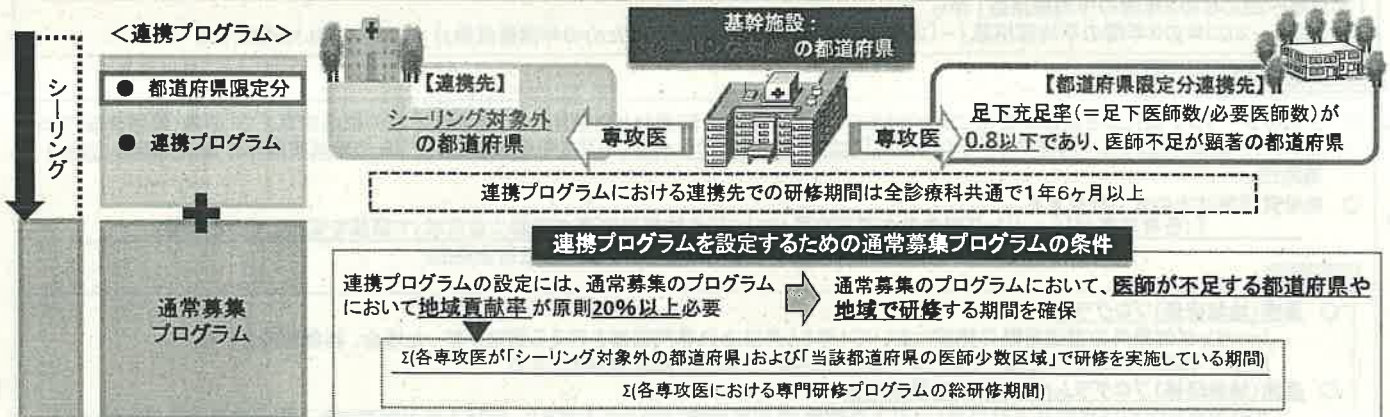 ＜連携プログラム＞
シーリング
● 都道府県限定分
● 連携プログラム
通常募集
プログラム
基幹施設：
の都道府県
【連携先】
シーリング対象外
の都道府県
専攻医
専攻医
【都道府県限定分連携先】
足下充足率(＝足下医師数/必要医師数)が
0.8以下であり、医師不足が顕著の都道府県
連携プログラムにおける連携先での研修期間は全診療科共通で1年6ヶ月以上
連携プログラムを設定するための通常募集プログラムの条件
連携プログラムの設定には、通常募集のプログラム
において地域貢献率 が原則20%以上必要
通常募集のプログラムにおいて、医師が不足する都道府県や
地域で研修する期間を確保
Σ(各専攻医が「シーリング対象外の都道府県」および「当該都道府県の医師少数区域」で研修を実施している期間)
Σ(各専攻医における専門研修プログラムの総研修期間)